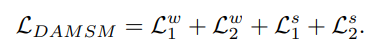 ℒ_{DAMSM} = ℒ_1^w + ℒ_2^w + ℒ_1^s + ℒ_2^s.